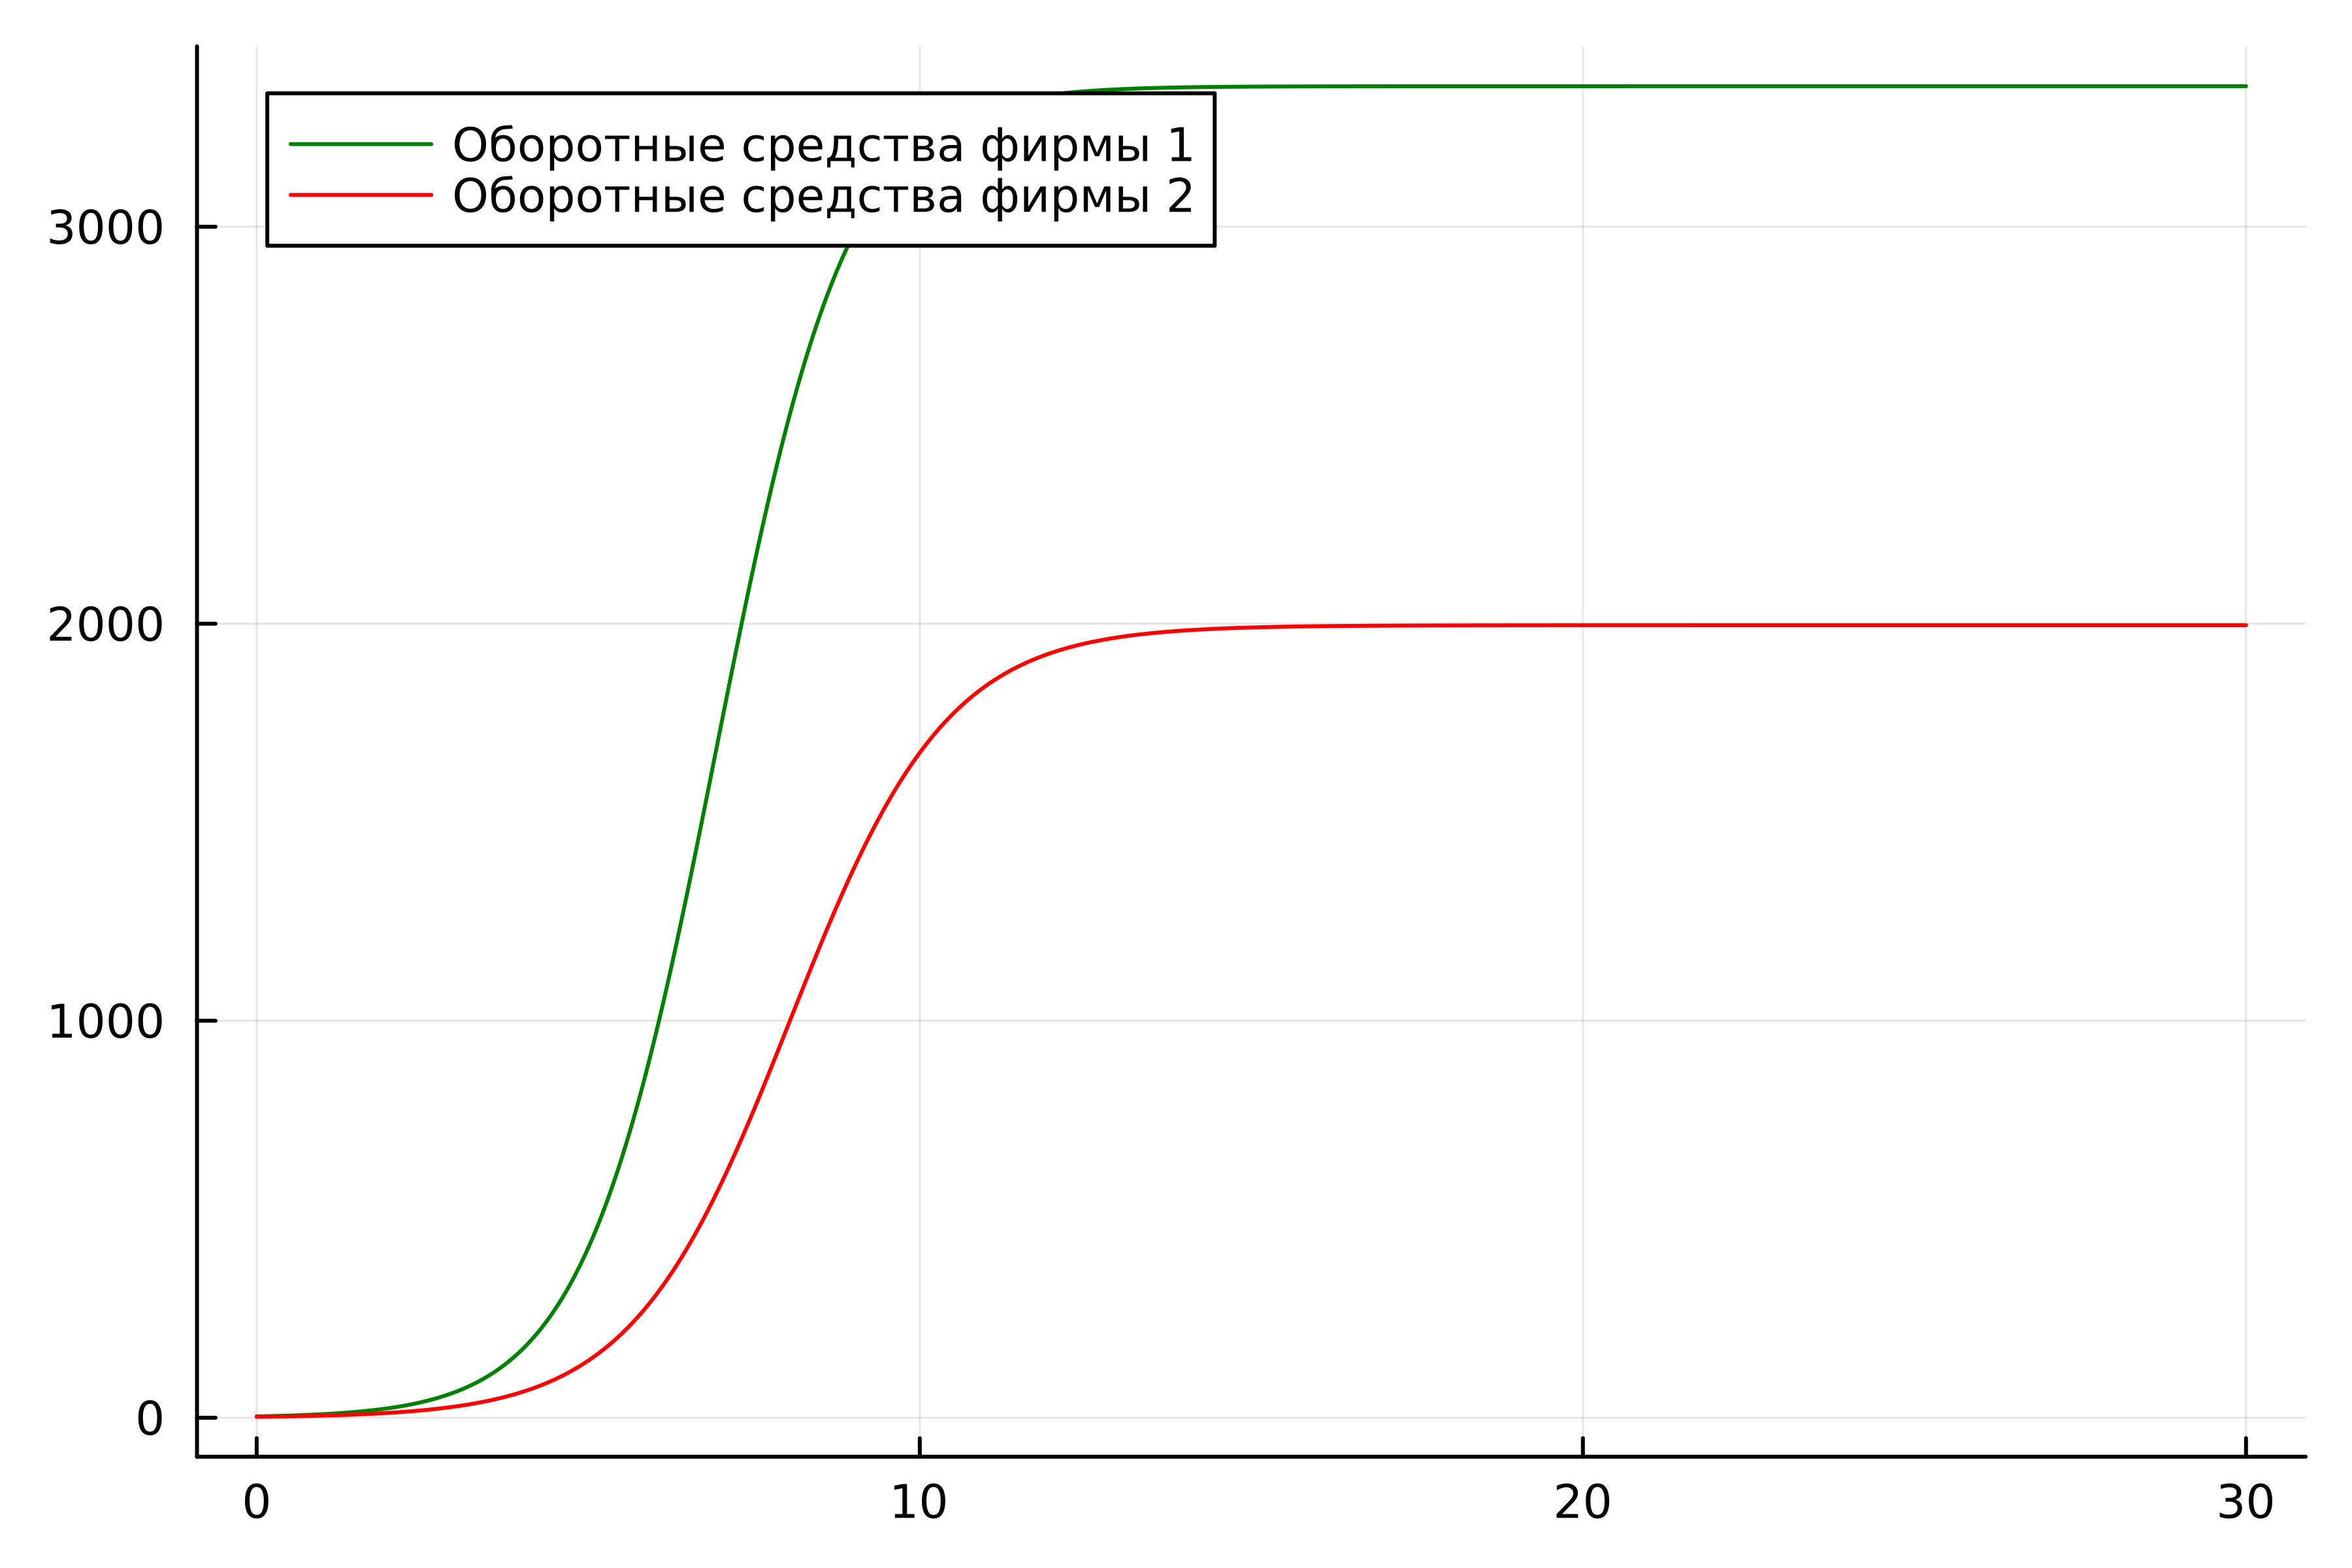 Оборотные средства фирмы 1
Оборотные средства фирмы 2
3000
2000
1000
0
0 10 20 30